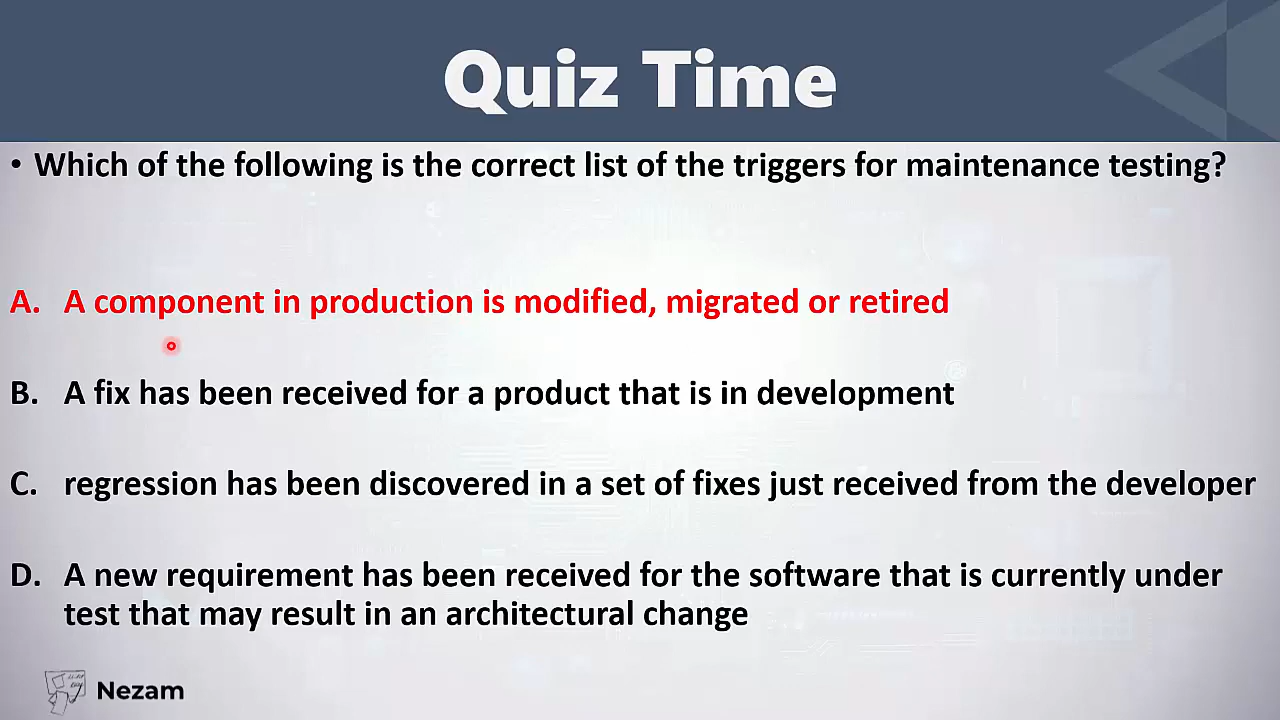 Quiz Time
• Which of the following is the correct list of the triggers for maintenance testing?
A. A component in production is modified, migrated or retired
B. A fix has been received for a product that is in development
C. regression has been discovered in a set of fixes just received from the developer
D. A new requirement has been received for the software that is currently under
test that may result in an architectural change
Nezam